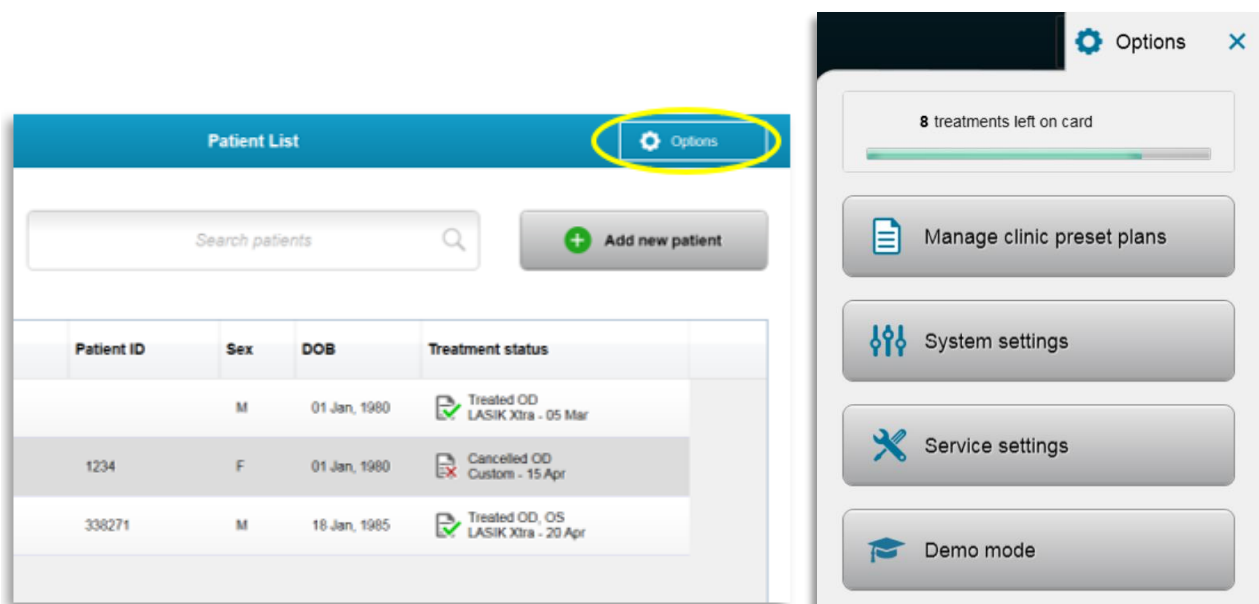 Patient List
Options
Search patients
Add new patient
Patient ID Sex DOB Treatment status
M 01 Jan, 1980 Treated OD
LASIK Xtra - 05 Mar
1234 F 01 Jan, 1980 Cancelled OD
Custom - 15 Apr
338271 M 18 Jan, 1985 Treated OD, OS
LASIK Xtra - 20 Apr
Options
8 treatments left on card
Manage clinic preset plans
System settings
Service settings
Demo mode